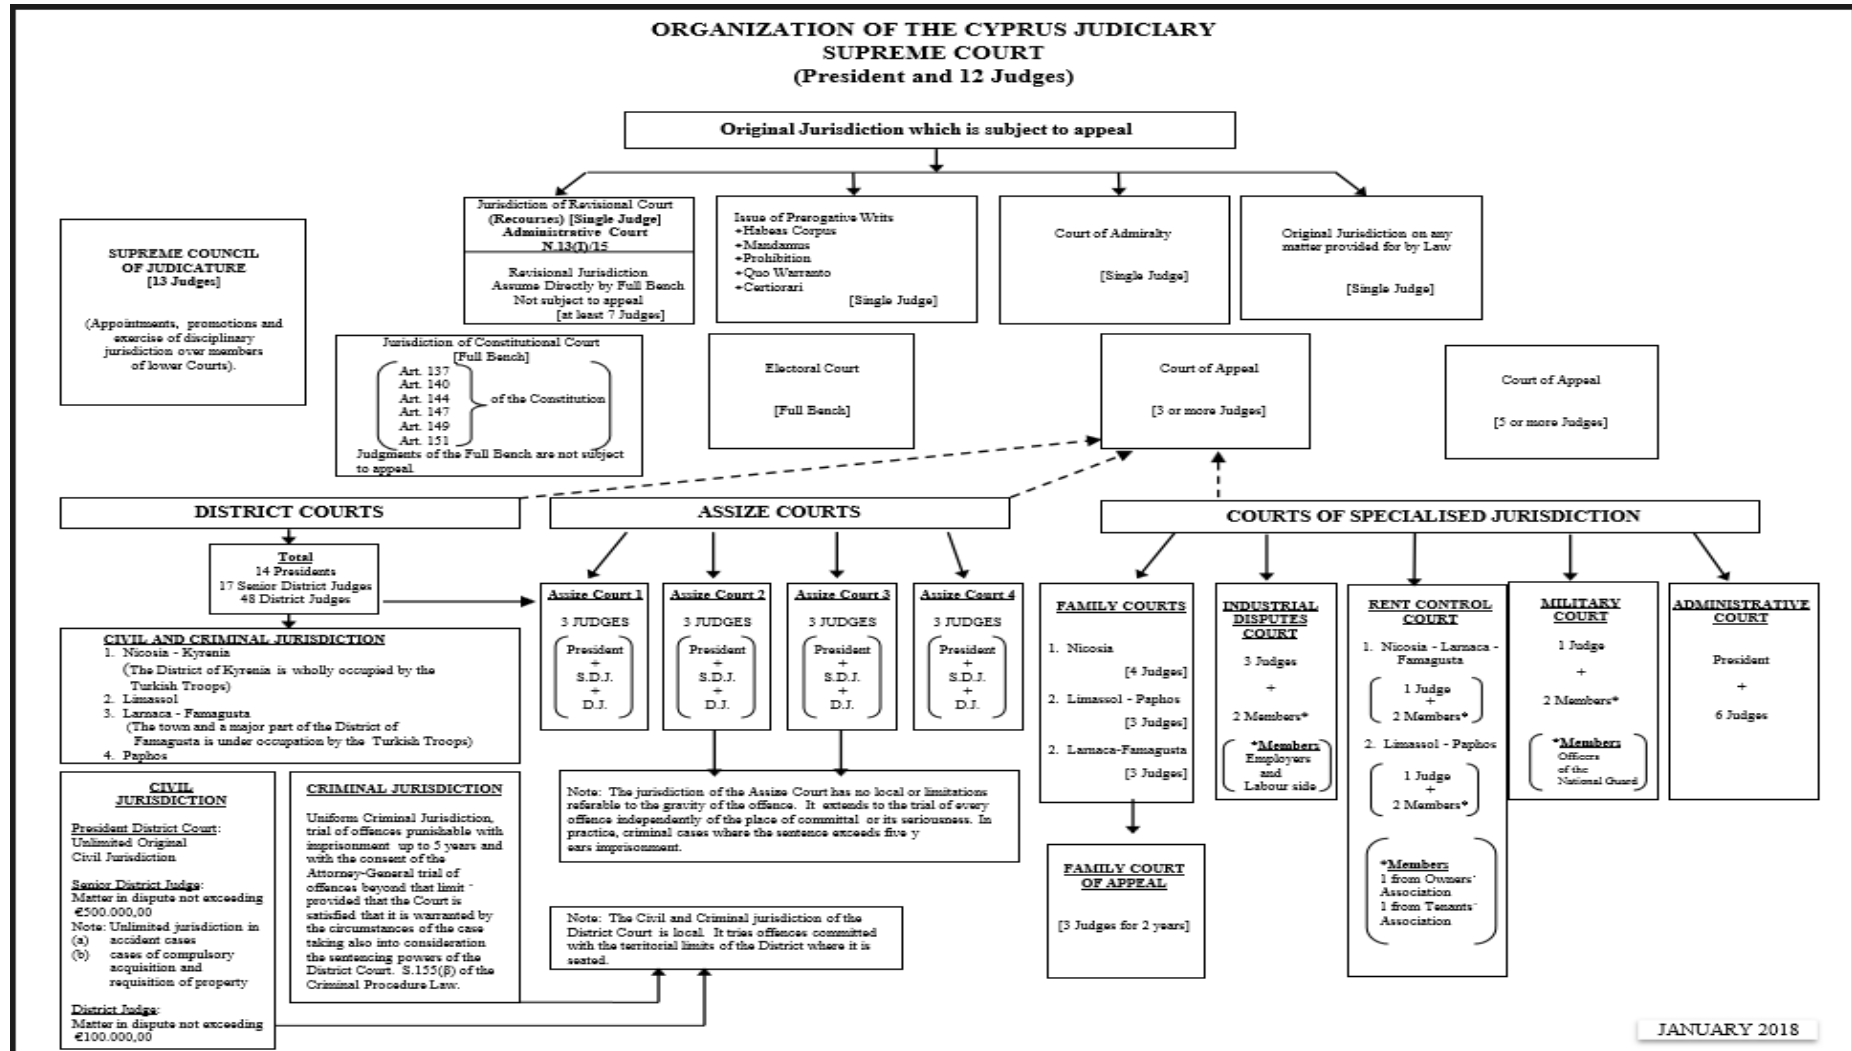 ORGANIZATION OF THE CYPRUS JUDICIARY
SUPREME COURT
(President and 12 Judges)
Original Jurisdiction which is subject to appeal
SUPREME COUNCIL
OF JUDICATURE
[13 Judges]
(Appointments, promotions and
exercise of disciplinary
jurisdiction over members
of lower Courts).
Jurisdiction of Revisional Court
(Recourses) [Single Judge]
Administrative Court
N.13(I)/15
Revisional Jurisdiction
Assume Directly by Full Bench
Not subject to appeal
[at least 7 Judges]
Issue of Prerogative Writs
+Habeas Corpus
+Mandamus
+Prohibition
+Quo Warranto
+Certiorari
[Single Judge]
Court of Admiralty
[Single Judge]
Original Jurisdiction on any
matter provided for by Law
[Single Judge]
Jurisdiction of Constitutional Court
[Full Bench]
Art. 137
Art. 140
Art. 144
Art. 147
Art. 149
Art. 151
of the Constitution
Judgments of the Full Bench are not subject
to appeal.
Electoral Court
[Full Bench]
Court of Appeal
[3 or more Judges]
Court of Appeal
[5 or more Judges]
DISTRICT COURTS
Total
14 Presidents
17 Senior District Judges
48 District Judges
CIVIL AND CRIMINAL JURISDICTION
1. Nicosia - Kyrenia
(The District of Kyrenia is wholly occupied by the
Turkish Troops)
2. Limassol
3. Larnaca - Famagusta
(The town and a major part of the District of
Famagusta is under occupation by the Turkish Troops)
4. Paphos
CIVIL
JURISDICTION
President District Court:
Unlimited Original
Civil Jurisdiction
Senior District Judge:
Matter in dispute not exceeding
€500.000,00
Note: Unlimited jurisdiction in
(a) accident cases
(b) cases of compulsory
acquisition and
requisition of property
District Judge:
Matter in dispute not exceeding
€100.000,00
CRIMINAL JURISDICTION
Uniform Criminal Jurisdiction,
trial of offences punishable with
imprisonment up to 5 years and
with the consent of the
Attorney-General trial of
offences beyond that limit -
provided that the Court is
satisfied that it is warranted by
the circumstances of the case
taking also into consideration
the sentencing powers of the
District Court. S.155(β) of the
Criminal Procedure Law.
ASSIZE COURTS
Assize Court 1
3 JUDGES
President
+
S.D.J.
+
D.J.
Assize Court 2
3 JUDGES
President
+
S.D.J.
+
D.J.
Assize Court 3
3 JUDGES
President
+
S.D.J.
+
D.J.
Assize Court 4
3 JUDGES
President
+
S.D.J.
+
D.J.
Note: The jurisdiction of the Assize Court has no local or limitations
referable to the gravity of the offence. It extends to the trial of every
offence independently of the place of committal or its seriousness. In
practice, criminal cases where the sentence exceeds five y
ears imprisonment.
Note: The Civil and Criminal jurisdiction of the
District Court is local. It tries offences committed
with the territorial limits of the District where it is
seated.
COURTS OF SPECIALISED JURISDICTION
FAMILY COURTS
1. Nicosia
[4 Judges]
2. Limassol - Paphos
[3 Judges]
2. Larnaca-Famagusta
[3 Judges]
FAMILY COURT
OF APPEAL
[3 Judges for 2 years]
INDUSTRIAL
DISPUTES
COURT
3 Judges
+
2 Members*
*Members
Employers
and
Labour side
RENT CONTROL
COURT
1. Nicosia - Larnaca -
Famagusta
1 Judge
+
2 Members*
2. Limassol - Paphos
1 Judge
+
2 Members*
*Members
1 from Owners'
Association
1 from Tenants'
Association
MILITARY
COURT
1 Judge
+
2 Members*
*Members
Officers
of the
National Guard
ADMINISTRATIVE
COURT
President
+
6 Judges
JANUARY 2018